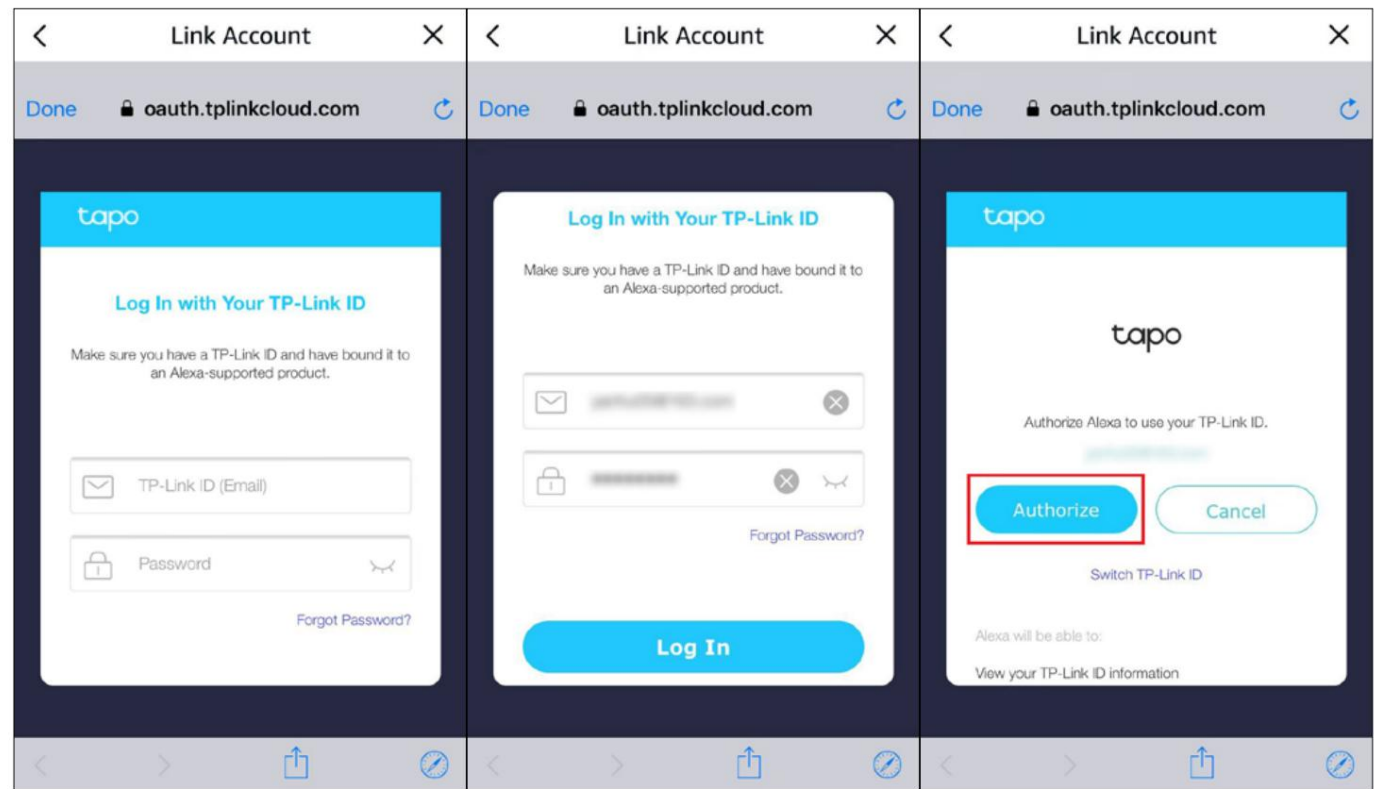 Link Account
Done oauth.tplinkcloud.com
tapo
Log In with Your TP-Link ID
Make sure you have a TP-Link ID and have bound it to
an Alexa-supported product.
TP-Link ID (Email)
Password
Forgot Password?
Link Account
Done oauth.tplinkcloud.com
Log In with Your TP-Link ID
Make sure you have a TP-Link ID and have bound it to
an Alexa-supported product.
Forgot Password?
Log In
Link Account
Done oauth.tplinkcloud.com
tapo
tapo
Authorize Alexa to use your TP-Link ID.
Authorize Cancel
Switch TP-Link ID
Alexa will be able to:
View your TP-Link ID information